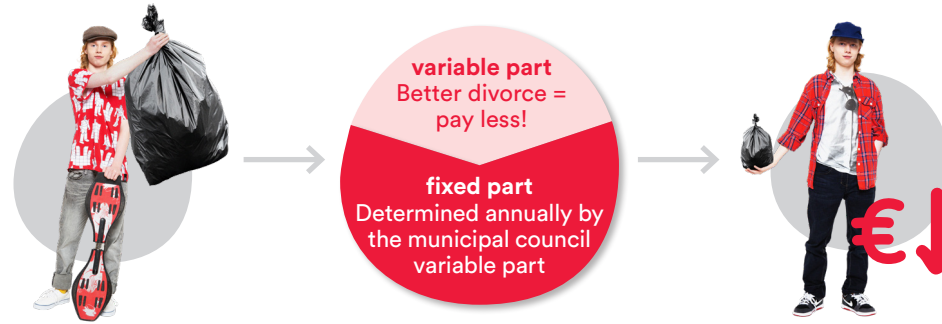 variable part
Better divorce =
pay less!
fixed part
Determined annually by
the municipal council
variable part
€